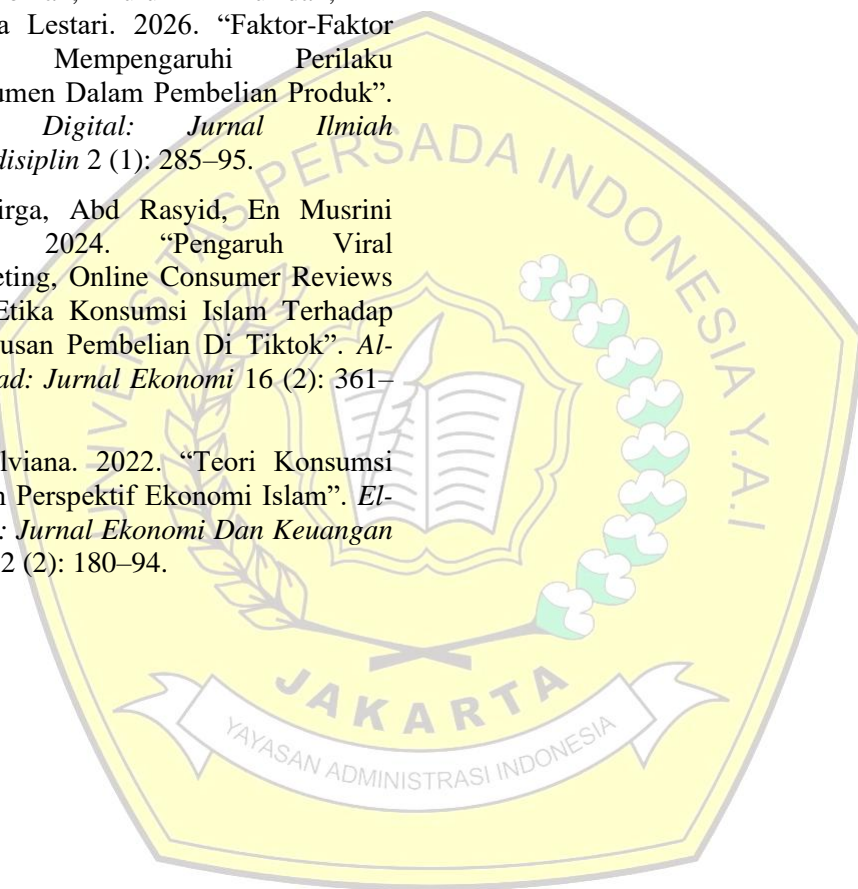 a Lestari. 2026. “Faktor-Faktor
Mempengaruhi Perilaku
umen Dalam Pembelian Produk”.
Digital: Jurnal Ilmiah
disiplin 2 (1): 285–95.
irga, Abd Rasyid, En Musrini
2024. “Pengaruh Viral
eting, Online Consumer Reviews
Etika Konsumsi Islam Terhadap
usan Pembelian Di Tiktok”. Al-
ad: Jurnal Ekonomi 16 (2): 361–
lviana. 2022. “Teori Konsumsi
n Perspektif Ekonomi Islam”. El-
: Jurnal Ekonomi Dan Keuangan
2 (2): 180–94.
UNIVERSITAS PERSADA INDONESIA Y.A.I
JAKARTA
YAYASAN ADMINISTRASI INDONESIA